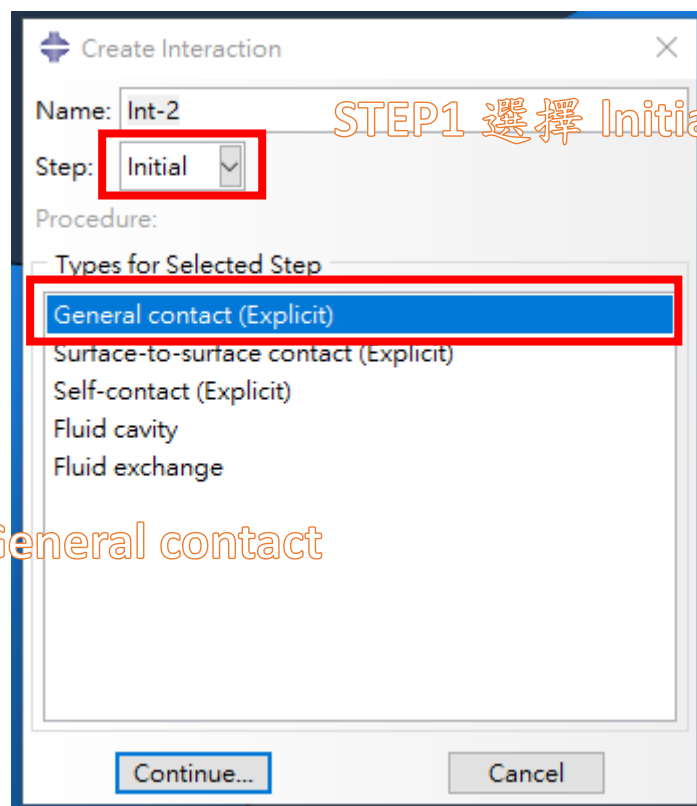 Create Interaction
Name: Int-2
STEP1 選擇 Initia
Step: Initial
Procedure:
Types for Selected Step
General contact (Explicit)
Surface-to-surface contact (Explicit)
Self-contact (Explicit)
Fluid cavity
Fluid exchange
General contact
Continue...
Cancel